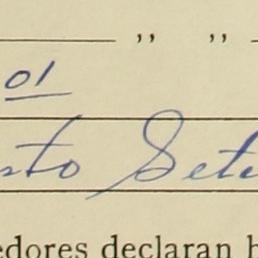 " "
01
sto Sete
edores declaran h